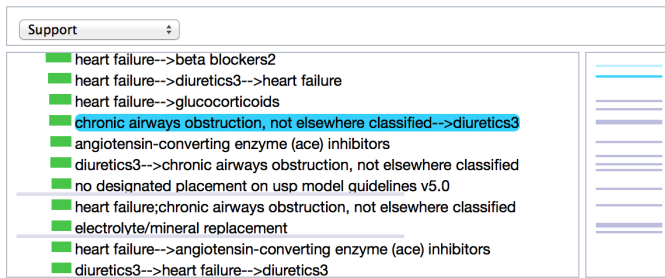 Support
heart failure-->beta blockers2
heart failure-->diuretics3-->heart failure
heart failure-->glucocorticoids
chronic airways obstruction, not elsewhere classified-->diuretics3
angiotensin-converting enzyme (ace) inhibitors
diuretics3-->chronic airways obstruction, not elsewhere classified
no designated placement on usp model guidelines v5.0
heart failure;chronic airways obstruction, not elsewhere classified
electrolyte/mineral replacement
heart failure-->angiotensin-converting enzyme (ace) inhibitors
diuretics3-->heart failure-->diuretics3